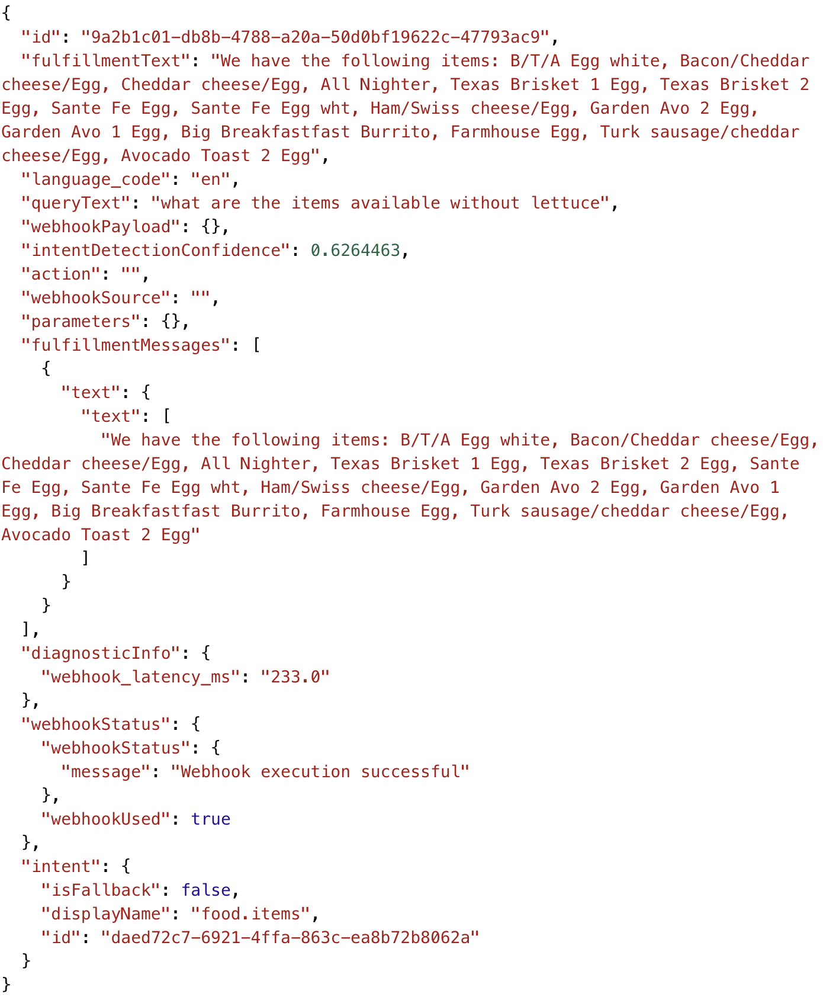 {
  "id": "9a2b1c01-db8b-4788-a20a-50d0bf19622c-47793ac9",
  "fulfillmentText": "We have the following items: B/T/A Egg white, Bacon/Cheddar
cheese/Egg, Cheddar cheese/Egg, All Nighter, Texas Brisket 1 Egg, Texas Brisket 2
Egg, Sante Fe Egg, Sante Fe Egg wht, Ham/Swiss cheese/Egg, Garden Avo 2 Egg,
Garden Avo 1 Egg, Big Breakfastfast Burrito, Farmhouse Egg, Turk sausage/cheddar
cheese/Egg, Avocado Toast 2 Egg",
  "language_code": "en",
  "queryText": "what are the items available without lettuce",
  "webhookPayload": {},
  "intentDetectionConfidence": 0.6264463,
  "action": "",
  "webhookSource": "",
  "parameters": {},
  "fulfillmentMessages": [
    {
      "text": {
        "text": [
          "We have the following items: B/T/A Egg white, Bacon/Cheddar cheese/Egg,
Cheddar cheese/Egg, All Nighter, Texas Brisket 1 Egg, Texas Brisket 2 Egg, Sante
Fe Egg, Sante Fe Egg wht, Ham/Swiss cheese/Egg, Garden Avo 2 Egg, Garden Avo 1
Egg, Big Breakfastfast Burrito, Farmhouse Egg, Turk sausage/cheddar cheese/Egg,
Avocado Toast 2 Egg"
        ]
      }
    }
  ],
  "diagnosticInfo": {
    "webhook_latency_ms": "233.0"
  },
  "webhookStatus": {
    "webhookStatus": {
      "message": "Webhook execution successful"
    },
    "webhookUsed": true
  },
  "intent": {
    "isFallback": false,
    "displayName": "food.items",
    "id": "daed72c7-6921-4ffa-863c-ea8b72b8062a"
  }
}